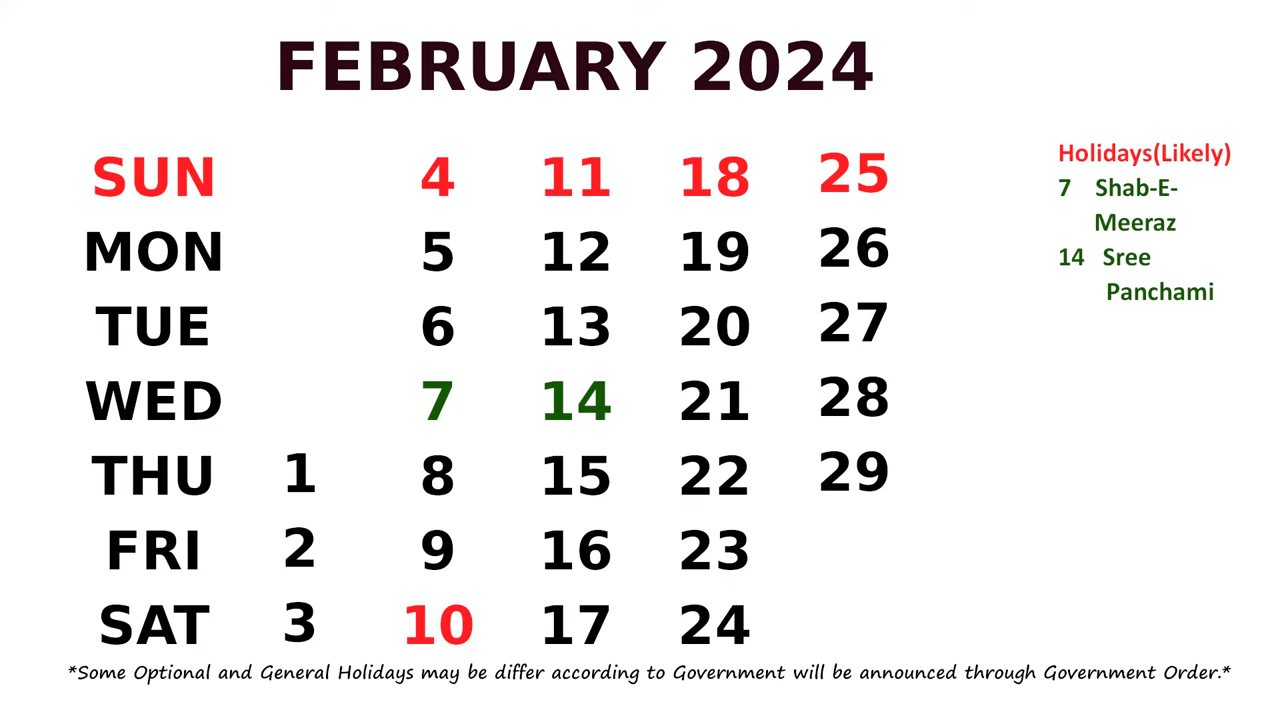 FEBRUARY 2024
SUN 4 11 18 25
MON 5 12 19 26
TUE 6 13 20 27
WED 7 14 21 28
THU 1 8 15 22 29
FRI 2 9 16 23
SAT 3 10 17 24
Holidays(Likely)
7 Shab-E-
Meeraz
14 Sree
Panchami
*Some Optional and General Holidays may be differ according to Government will be announced through Government Order.*